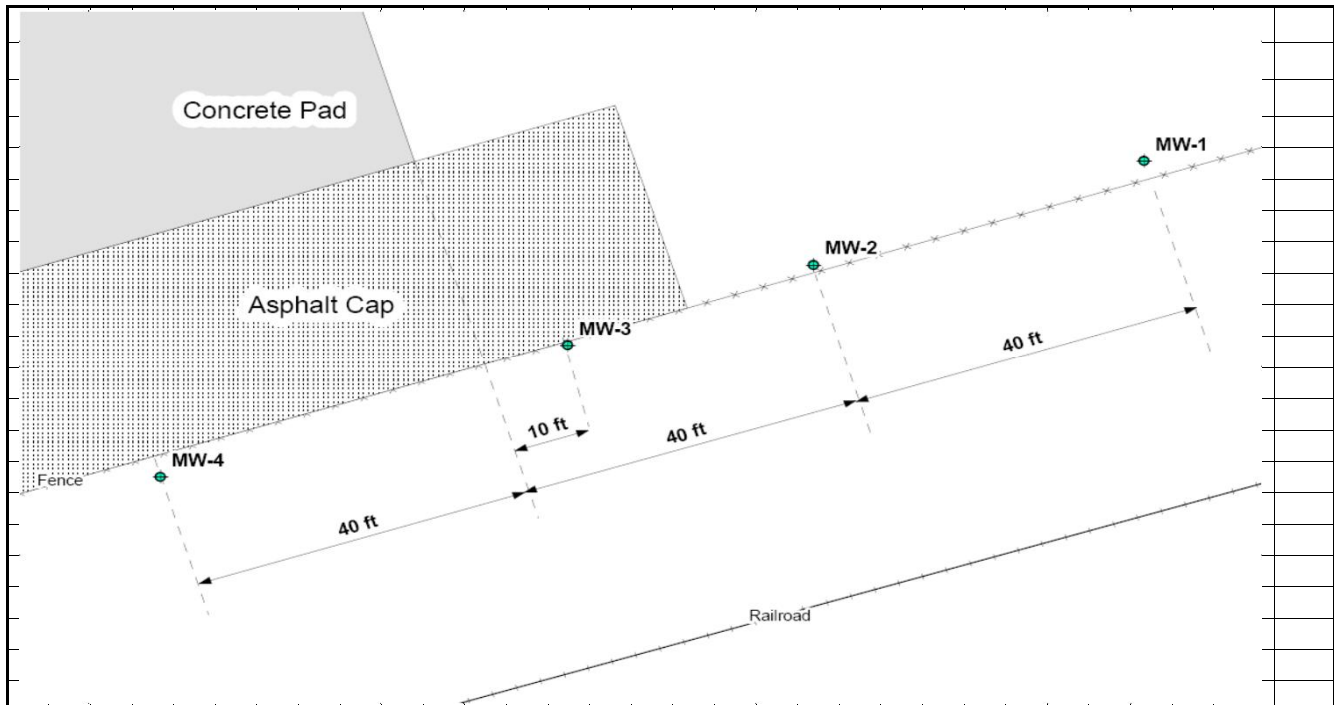 Concrete Pad
MW-1
MW-2
Asphalt Cap
MW-3
40 ft
10 ft
40 ft
MW-4
Fence
40 ft
Railroad